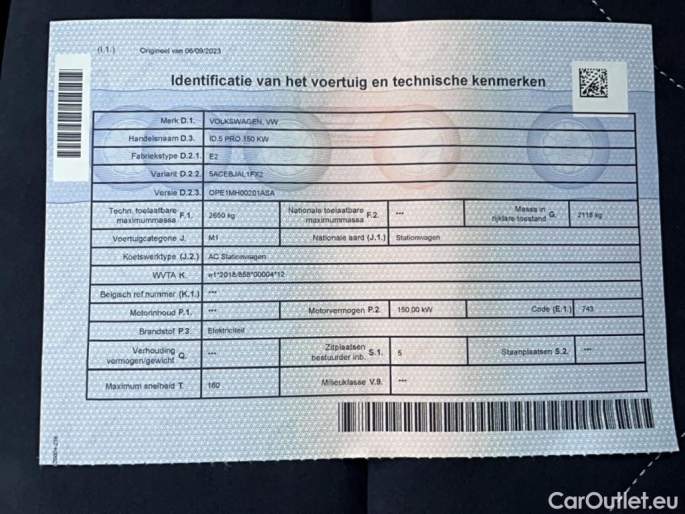 (I.1.) Origineel van 06/09/2023
Identificatie van het voertuig en technische kenmerken
Merk D.1. VOLKSWAGEN, VW
Handelsnaam D.3. ID.5 PRO 150 KW
Fabriekstype D.2.1. E2
Variant D.2.2. 5ACEBJAL1FX2
Versie D.2.3. OPE1MH00201ASA
Techn. toelaatbare maximummassa F.1. 2650 kg Nationale toelaatbare maximummassa F.2. --- Massa in rijklare toestand G. 2118 kg
Voertuigcategorie J. M1 Nationale aard (J.1.) Stationwagen
Koetswerktype (J.2.) AC Stationwagen
WVTA K. e1*2018/858*00004*12
Belgisch ref.nummer (K.1.) ---
Motorinhoud P.1. --- Motorvermogen P.2. 150,00 kW Code (E.1.) 743
Brandstof P.3. Elektriciteit
Verhouding vermogen/gewicht Q. --- Zitplaatsen bestuurder inb. S.1. 5 Staanplaatsen S.2. ---
Maximum snelheid T. 160 Milieuklasse V.9. ---
CarOutlet.eu